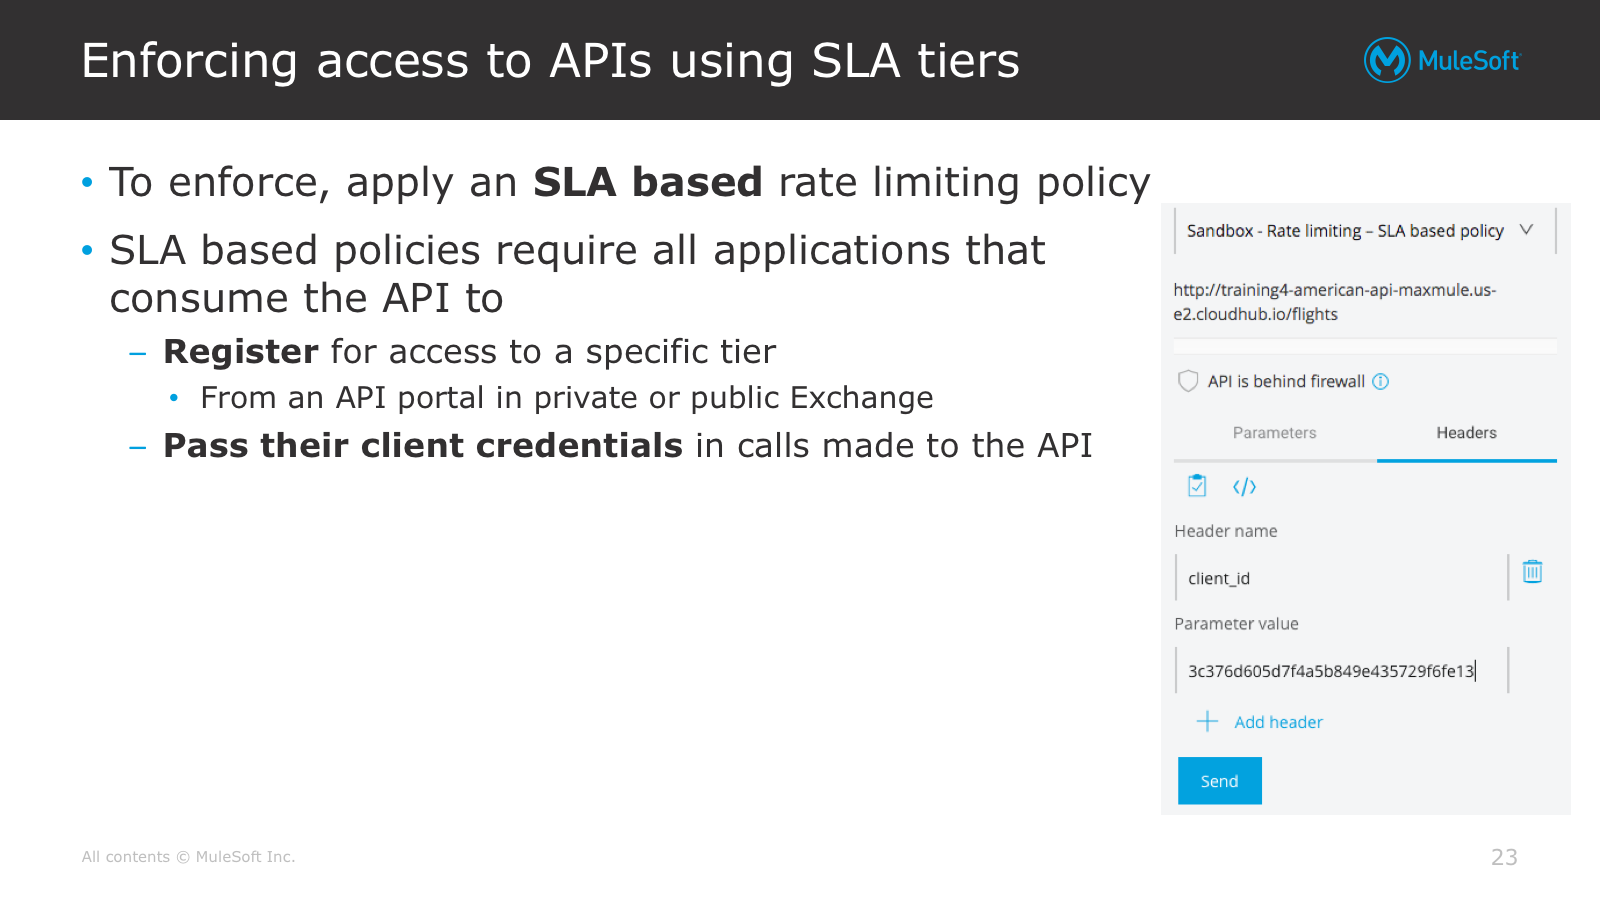 Enforcing access to APIs using SLA tiers
MuleSoft
• To enforce, apply an SLA based rate limiting policy
• SLA based policies require all applications that
consume the API to
– Register for access to a specific tier
• From an API portal in private or public Exchange
– Pass their client credentials in calls made to the API
Sandbox - Rate limiting – SLA based policy
http://training4-american-api-maxmule.us-
e2.cloudhub.io/flights
API is behind firewall
Parameters Headers
Header name
client_id
Parameter value
3c376d605d7f4a5b849e435729f6fe13
Add header
Send
All contents © MuleSoft Inc.
23